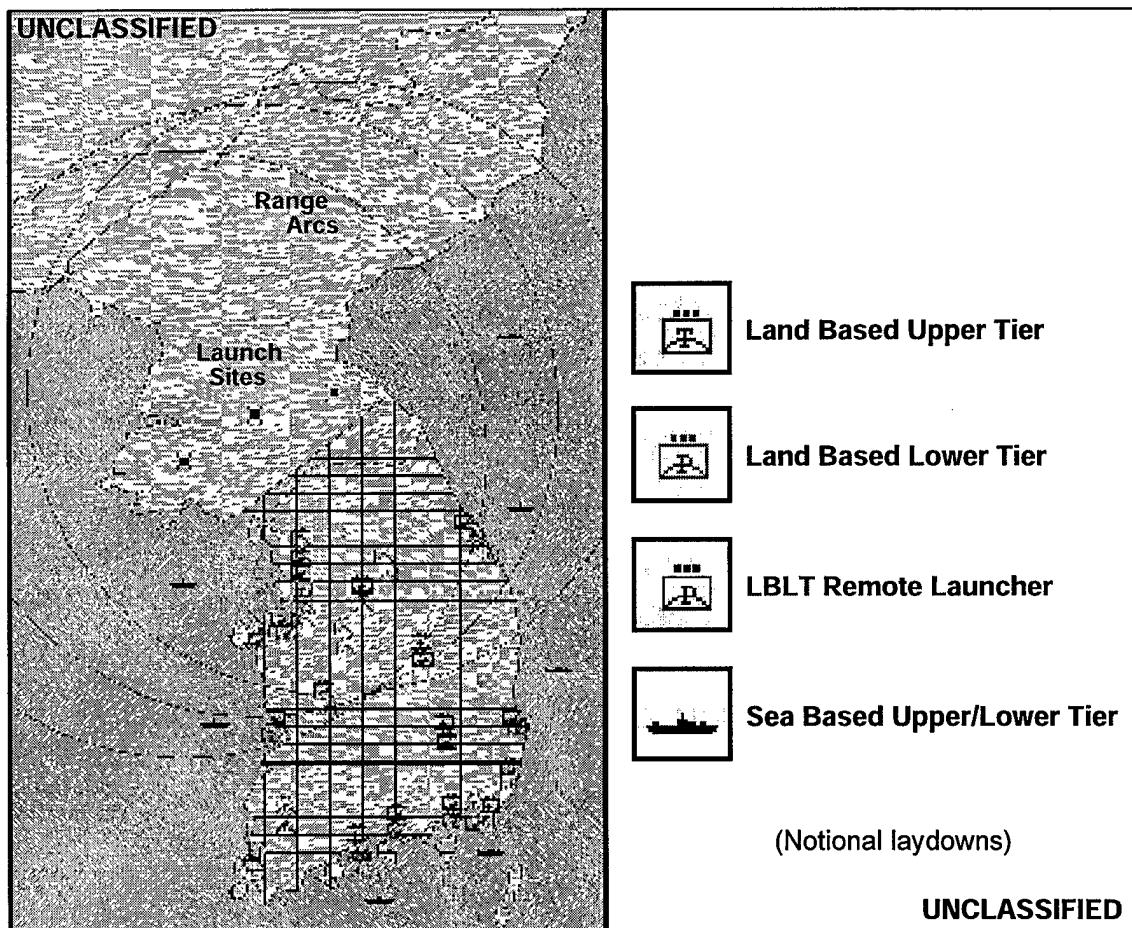 UNCLASSIFIED
Range
Arcs
Launch
Sites
T
Land Based Upper Tier
P
Land Based Lower Tier
P
LBLT Remote Launcher
Sea Based Upper/Lower Tier
(Notional laydowns)
UNCLASSIFIED